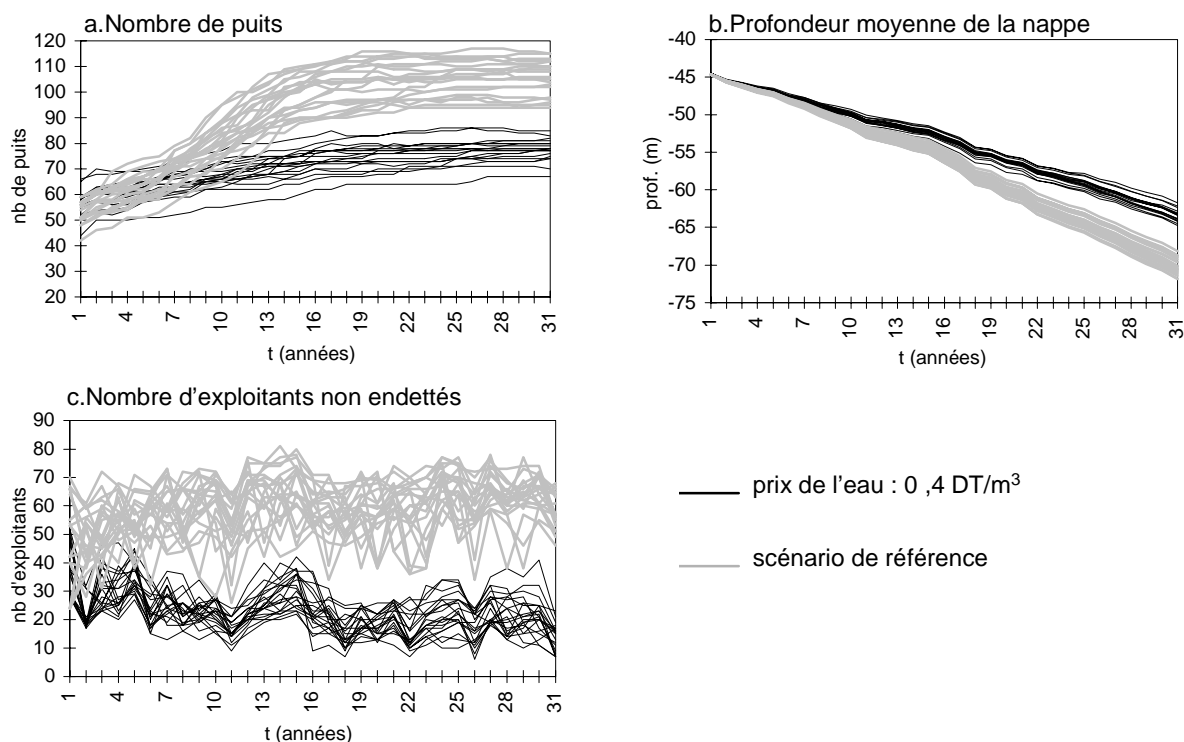 a.Nombre de puits
120
110
100
90
80
70
60
50
40
30
20
nb de puits
1 4 7 10 13 16 19 22 25 28 31
t (années)
b.Profondeur moyenne de la nappe
-40
-45
-50
-55
-60
-65
-70
-75
prof. (m)
1 4 7 10 13 16 19 22 25 28 31
t (années)
c.Nombre d'exploitants non endettés
90
80
70
60
50
40
30
20
10
0
nb d'exploitants
1 4 7 10 13 16 19 22 25 28 31
t (années)
prix de l'eau : 0 ,4 DT/m³
scénario de référence